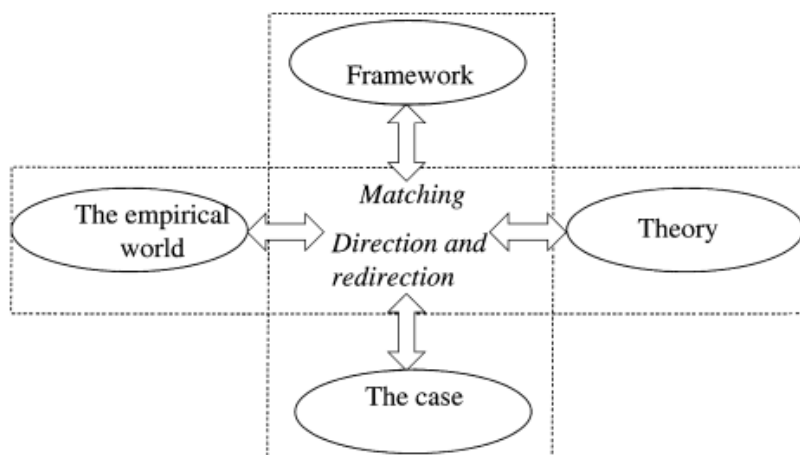 Framework
Matching
The empirical
world
Direction and
redirection
Theory
The case